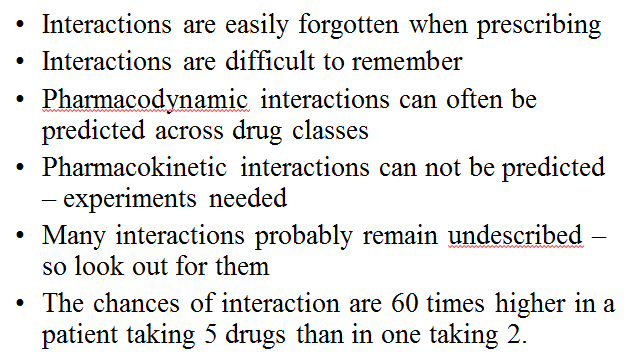 • Interactions are easily forgotten when prescribing
• Interactions are difficult to remember
• Pharmacodynamic interactions can often be
predicted across drug classes
• Pharmacokinetic interactions can not be predicted
– experiments needed
• Many interactions probably remain undescribed –
so look out for them
• The chances of interaction are 60 times higher in a
patient taking 5 drugs than in one taking 2.